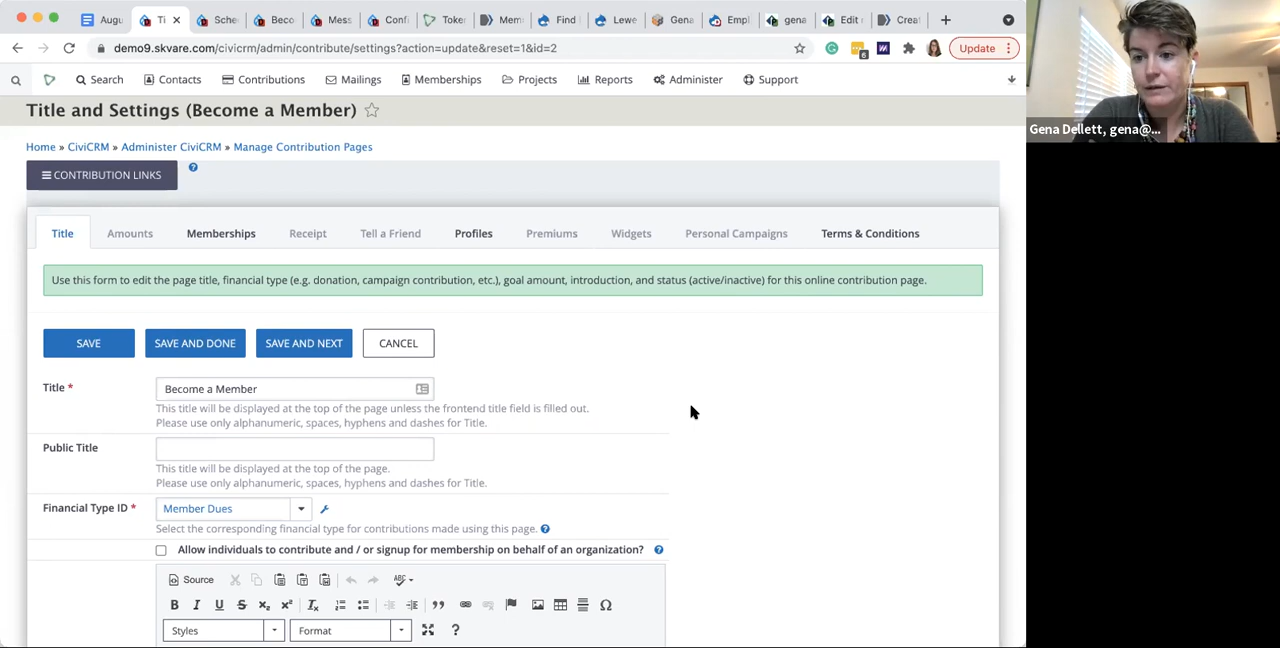 Augu
Ti
Sche
Beco
Mess
Confi
Toke
Mem
Find
Lewe
Gena
Empl
gena
Edit
Creat
demo9.skvare.com/civicrm/admin/contribute/settings?action=update&reset=1&id=2
6
Update
Search
Contacts
Contributions
Mailings
Memberships
Projects
Reports
Administer
Support
Gena Dellett, gena@...
Title and Settings (Become a Member)
Home » CiviCRM » Administer CiviCRM » Manage Contribution Pages
CONTRIBUTION LINKS
Title
Amounts
Memberships
Receipt
Tell a Friend
Profiles
Premiums
Widgets
Personal Campaigns
Terms & Conditions
Use this form to edit the page title, financial type (e.g. donation, campaign contribution, etc.), goal amount, introduction, and status (active/inactive) for this online contribution page.
SAVE
SAVE AND DONE
SAVE AND NEXT
CANCEL
Title * Become a Member
This title will be displayed at the top of the page unless the frontend title field is filled out.
Please use only alphanumeric, spaces, hyphens and dashes for Title.
Public Title
This title will be displayed at the top of the page.
Please use only alphanumeric, spaces, hyphens and dashes for Title.
Financial Type ID * Member Dues
Select the corresponding financial type for contributions made using this page.
Allow individuals to contribute and / or signup for membership on behalf of an organization?
Source
ABC
B I U S x₂ x² Tx
Styles
Format
?